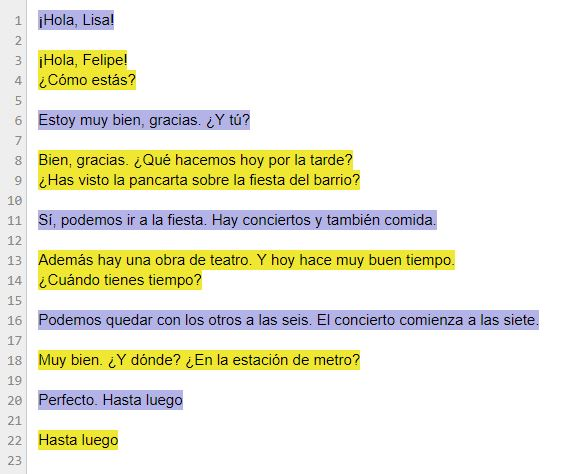 1 ¡Hola, Lisa!
2
3 ¡Hola, Felipe!
4 ¿Cómo estás?
5
6 Estoy muy bien, gracias. ¿Y tú?
7
8 Bien, gracias. ¿Qué hacemos hoy por la tarde?
9 ¿Has visto la pancarta sobre la fiesta del barrio?
10
11 Sí, podemos ir a la fiesta. Hay conciertos y también comida.
12
13 Además hay una obra de teatro. Y hoy hace muy buen tiempo.
14 ¿Cuándo tienes tiempo?
15
16 Podemos quedar con los otros a las seis. El concierto comienza a las siete.
17
18 Muy bien. ¿Y dónde? ¿En la estación de metro?
19
20 Perfecto. Hasta luego
21
22 Hasta luego
23